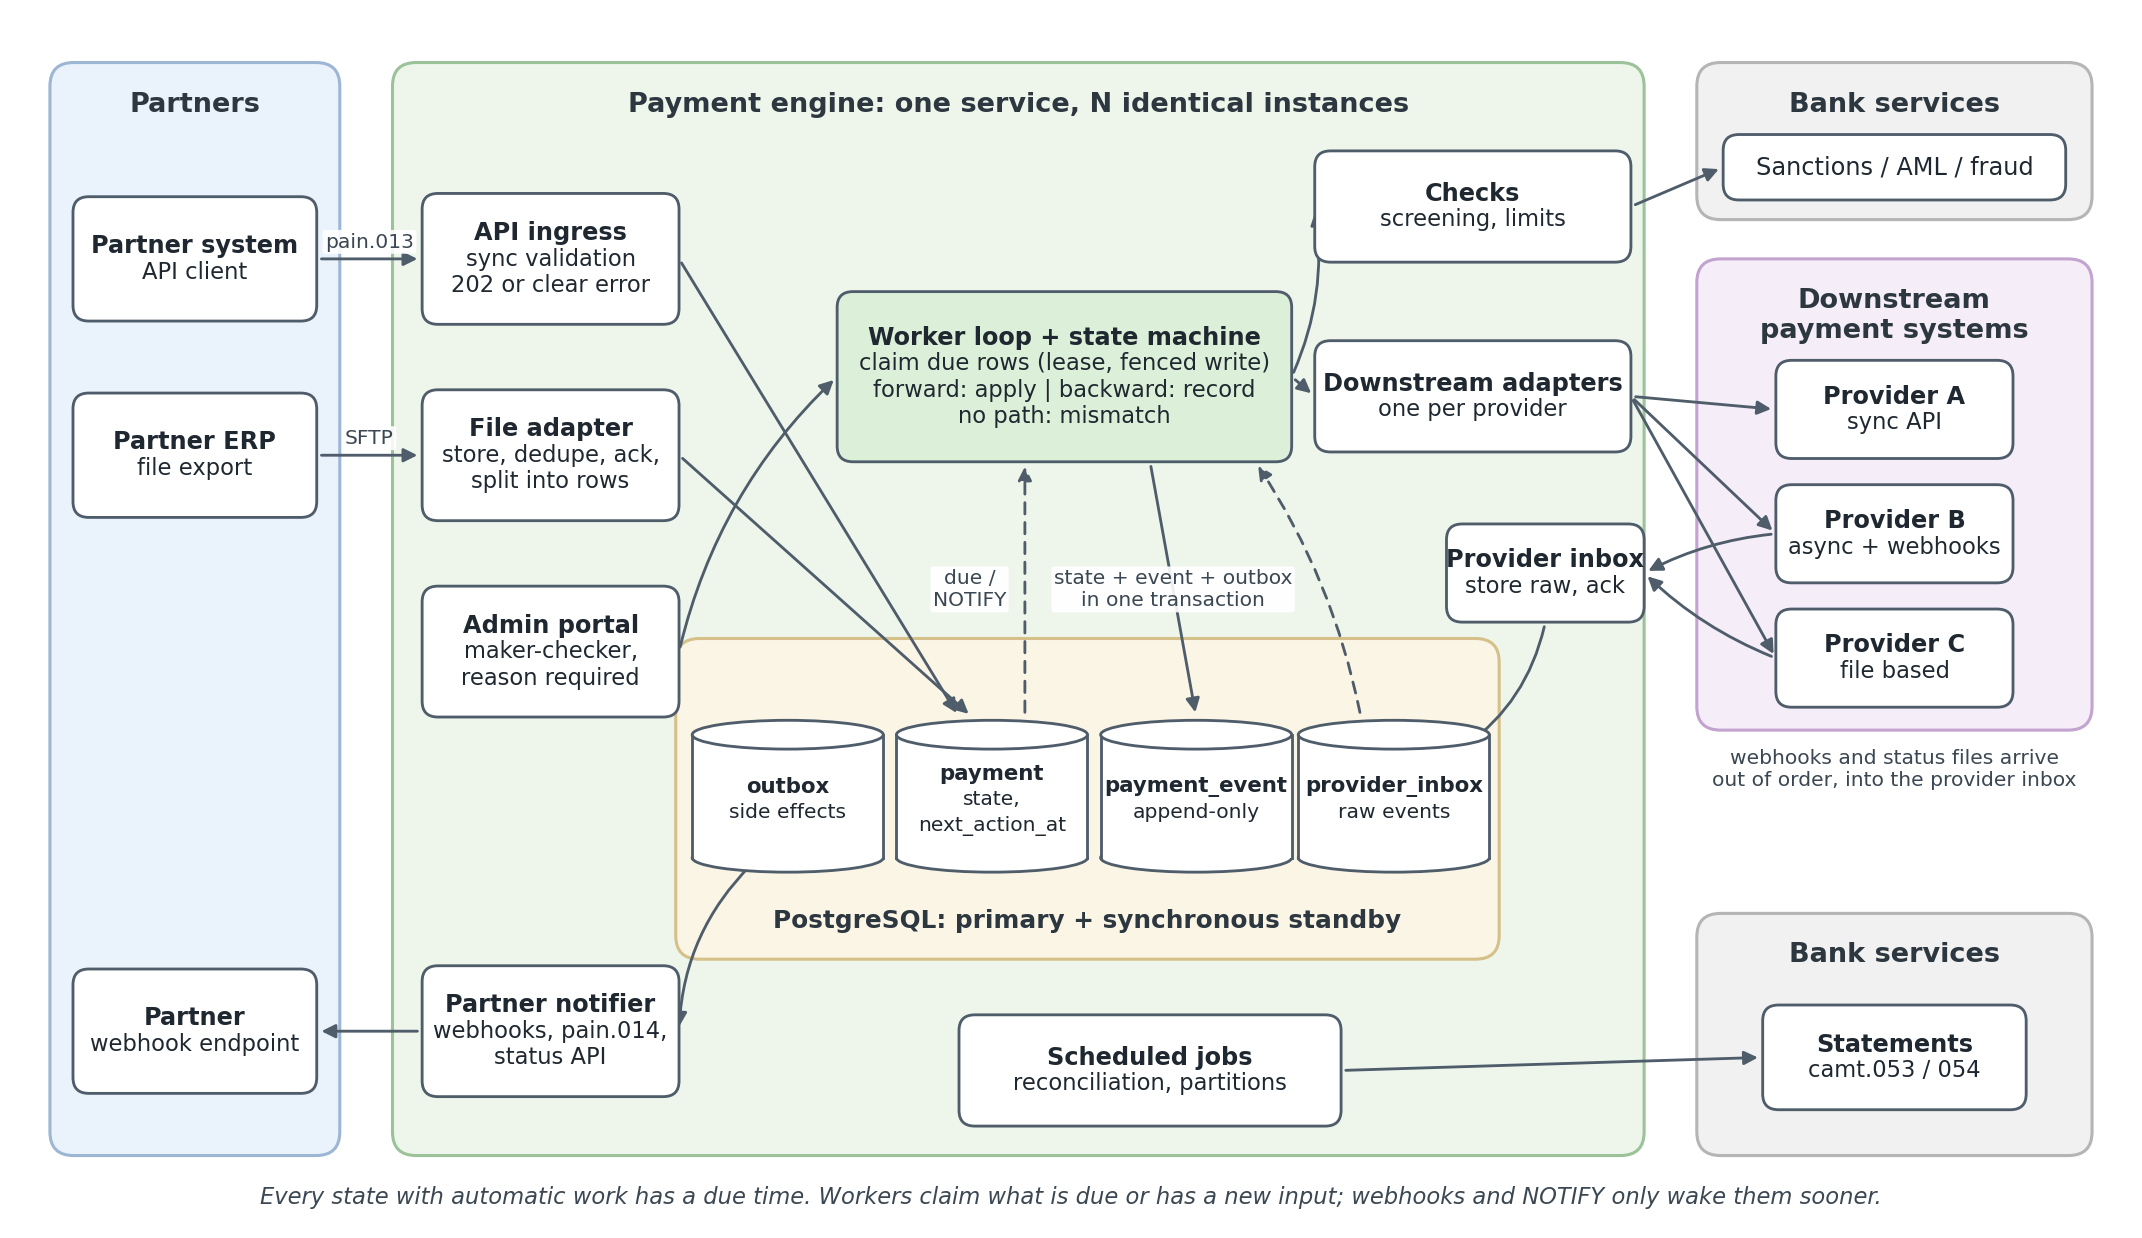 Partners
Partner system
API client
Partner ERP
file export
Partner
webhook endpoint
pain.013
SFTP
Payment engine: one service, N identical instances
API ingress
sync validation
202 or clear error
File adapter
store, dedupe, ack,
split into rows
Admin portal
maker-checker,
reason required
Partner notifier
webhooks, pain.014,
status API
Worker loop + state machine
claim due rows (lease, fenced write)
forward: apply | backward: record
no path: mismatch
Checks
screening, limits
Downstream adapters
one per provider
Provider inbox
store raw, ack
due /
NOTIFY
state + event + outbox
in one transaction
outbox
side effects
payment
state,
next_action_at
payment_event
append-only
provider_inbox
raw events
PostgreSQL: primary + synchronous standby
Scheduled jobs
reconciliation, partitions
Bank services
Sanctions / AML / fraud
Downstream
payment systems
Provider A
sync API
Provider B
async + webhooks
Provider C
file based
webhooks and status files arrive
out of order, into the provider inbox
Bank services
Statements
camt.053 / 054
Every state with automatic work has a due time. Workers claim what is due or has a new input; webhooks and NOTIFY only wake them sooner.